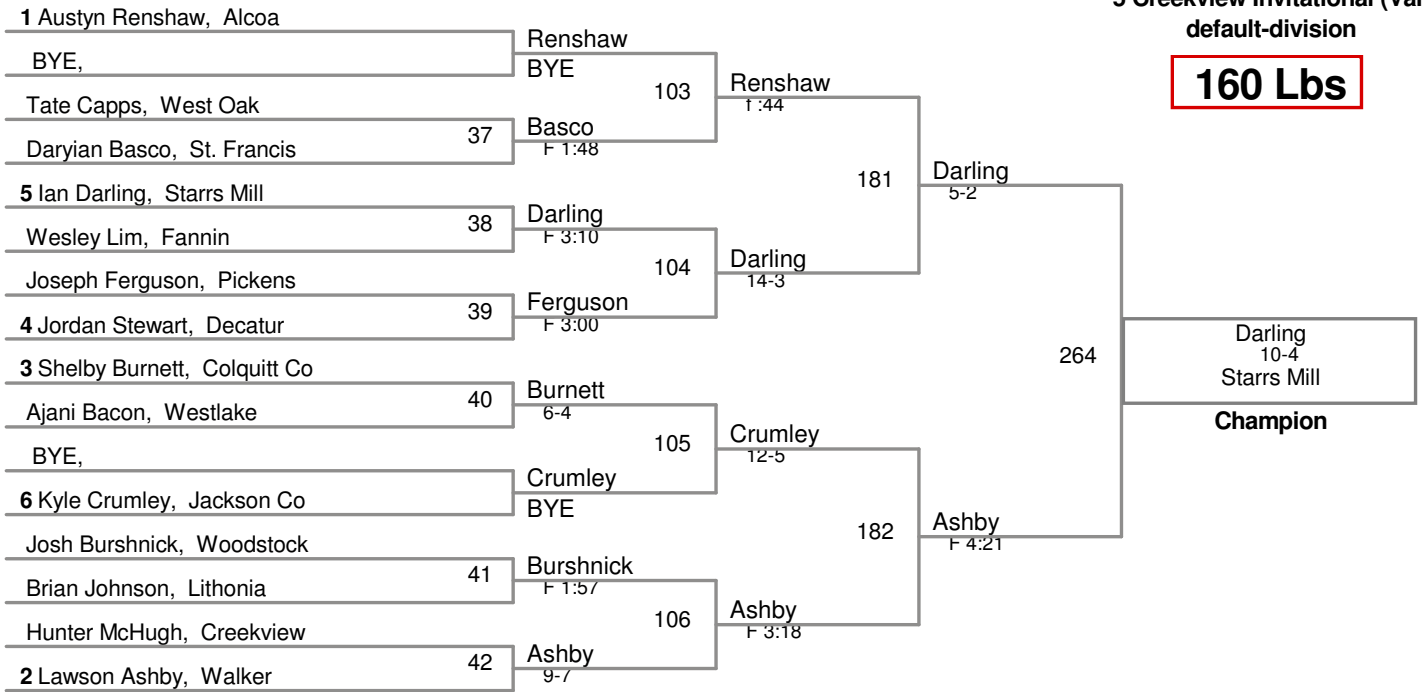 5 Creekview Invitational (Var
default-division
160 Lbs
1 Austyn Renshaw, Alcoa
BYE,
Tate Capps, West Oak
Daryian Basco, St. Francis
5 Ian Darling, Starrs Mill
Wesley Lim, Fannin
Joseph Ferguson, Pickens
4 Jordan Stewart, Decatur
3 Shelby Burnett, Colquitt Co
Ajani Bacon, Westlake
BYE,
6 Kyle Crumley, Jackson Co
Josh Burshnick, Woodstock
Brian Johnson, Lithonia
Hunter McHugh, Creekview
2 Lawson Ashby, Walker
37
38
39
40
41
42
Renshaw
BYE
Basco
F 1:48
Darling
F 3:10
Ferguson
F 3:00
Burnett
6-4
Crumley
BYE
Burshnick
F 1:57
Ashby
9-7
103
104
105
106
Renshaw
f :44
Darling
14-3
Crumley
12-5
Ashby
F 3:18
181
182
Darling
5-2
Ashby
F 4:21
264
Darling
10-4
Starrs Mill
Champion